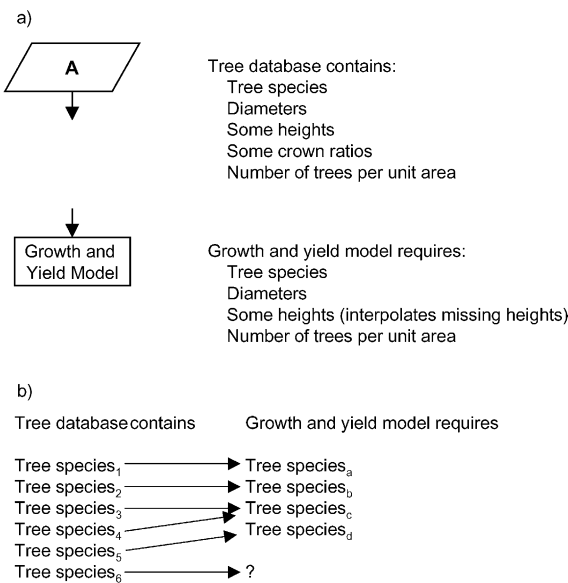 a)
A
Tree database contains:
Tree species
Diameters
Some heights
Some crown ratios
Number of trees per unit area
Growth and
Yield Model
Growth and yield model requires:
Tree species
Diameters
Some heights (interpolates missing heights)
Number of trees per unit area
b)
Tree database contains Growth and yield model requires
Tree species₁ Tree speciesₐ
Tree species₂ Tree species_b
Tree species₃ Tree species_c
Tree species₄ Tree species_d
Tree species₅
Tree species₆ ?